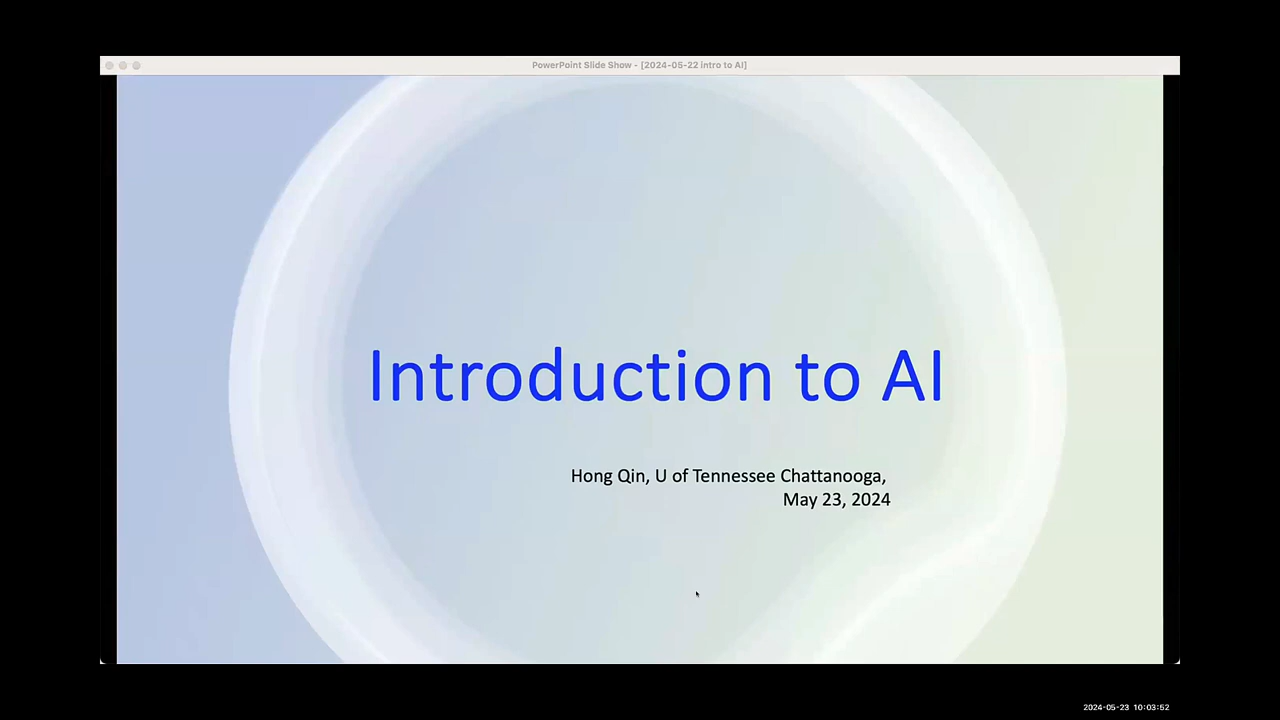 PowerPoint Slide Show - [2024-05-22 intro to AI]
Introduction to AI
Hong Qin, U of Tennessee Chattanooga,
May 23, 2024
2024-05-23 10:03:52